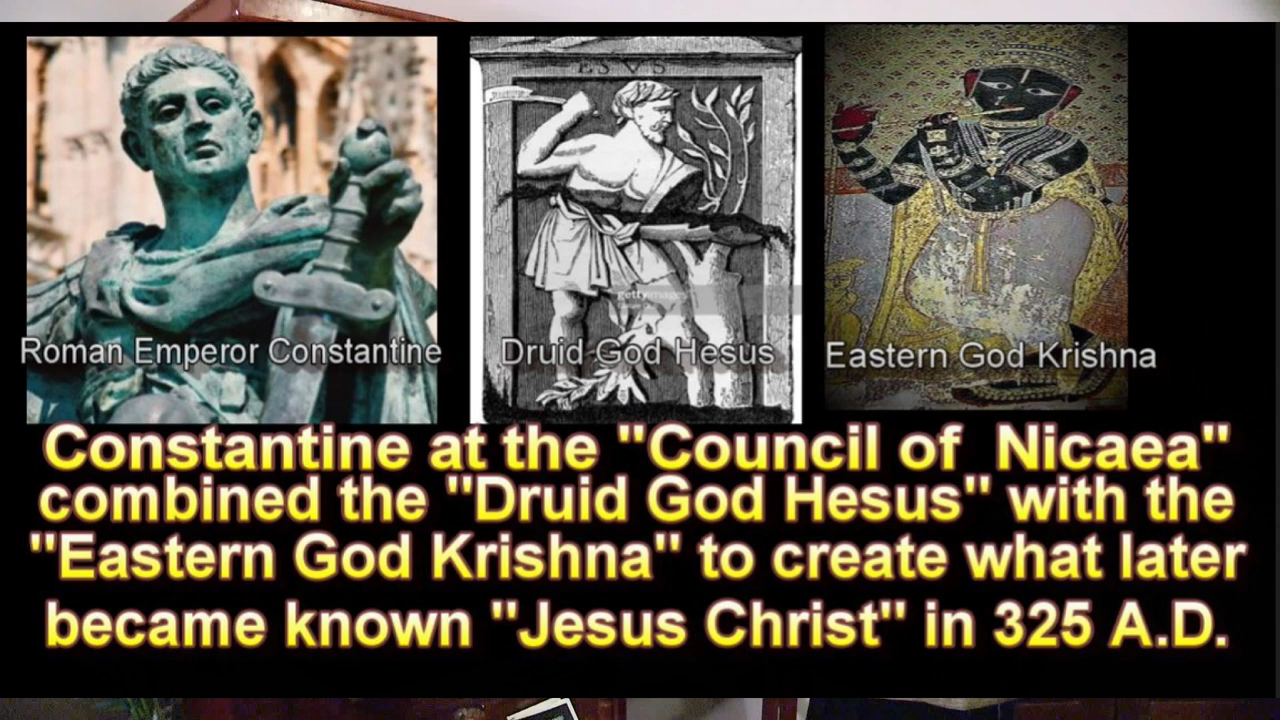 ESVS
gettyimages
Roman Emperor Constantine
Druid God Hesus
Eastern God Krishna
Constantine at the "Council of Nicaea"
combined the "Druid God Hesus" with the
"Eastern God Krishna" to create what later
became known "Jesus Christ" in 325 A.D.